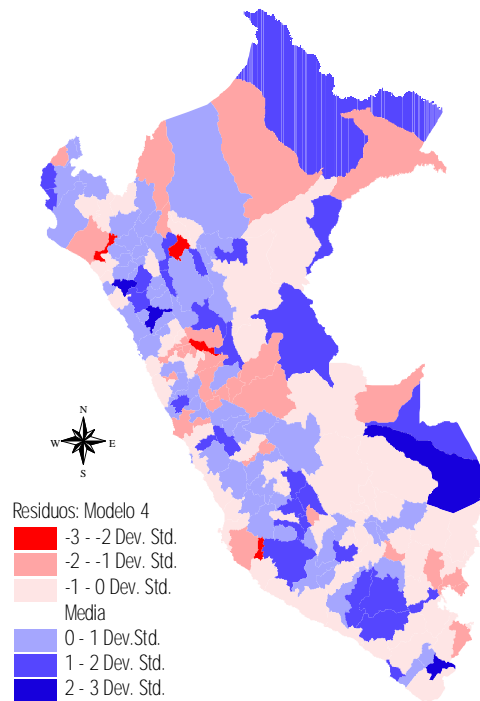 N
W E
S
Residuos: Modelo 4
-3 - -2 Dev. Std.
-2 - -1 Dev. Std.
-1 - 0 Dev. Std.
Media
0 - 1 Dev.Std.
1 - 2 Dev. Std.
2 - 3 Dev. Std.